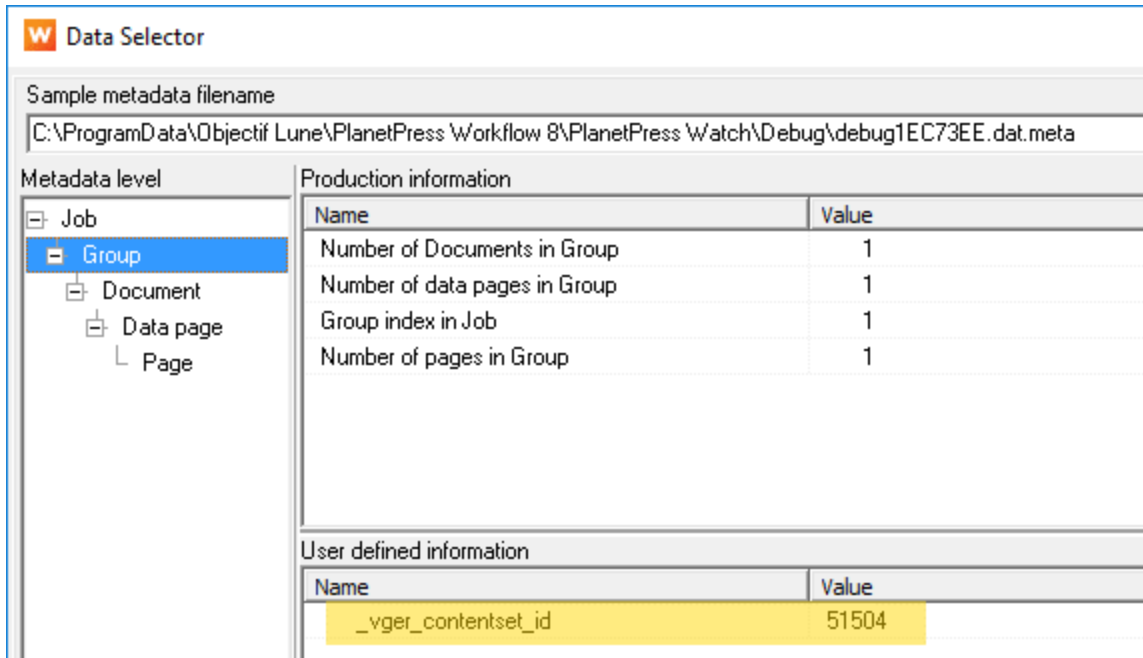 W Data Selector
Sample metadata filename
C:\ProgramData\Objectif Lune\PlanetPress Workflow 8\PlanetPress Watch\Debug\debug1EC73EE.dat.meta
Metadata level
Job
Group
Document
Data page
Page
Production information
Name Value
Number of Documents in Group 1
Number of data pages in Group 1
Group index in Job 1
Number of pages in Group 1
User defined information
Name Value
_vger_contentset_id 51504